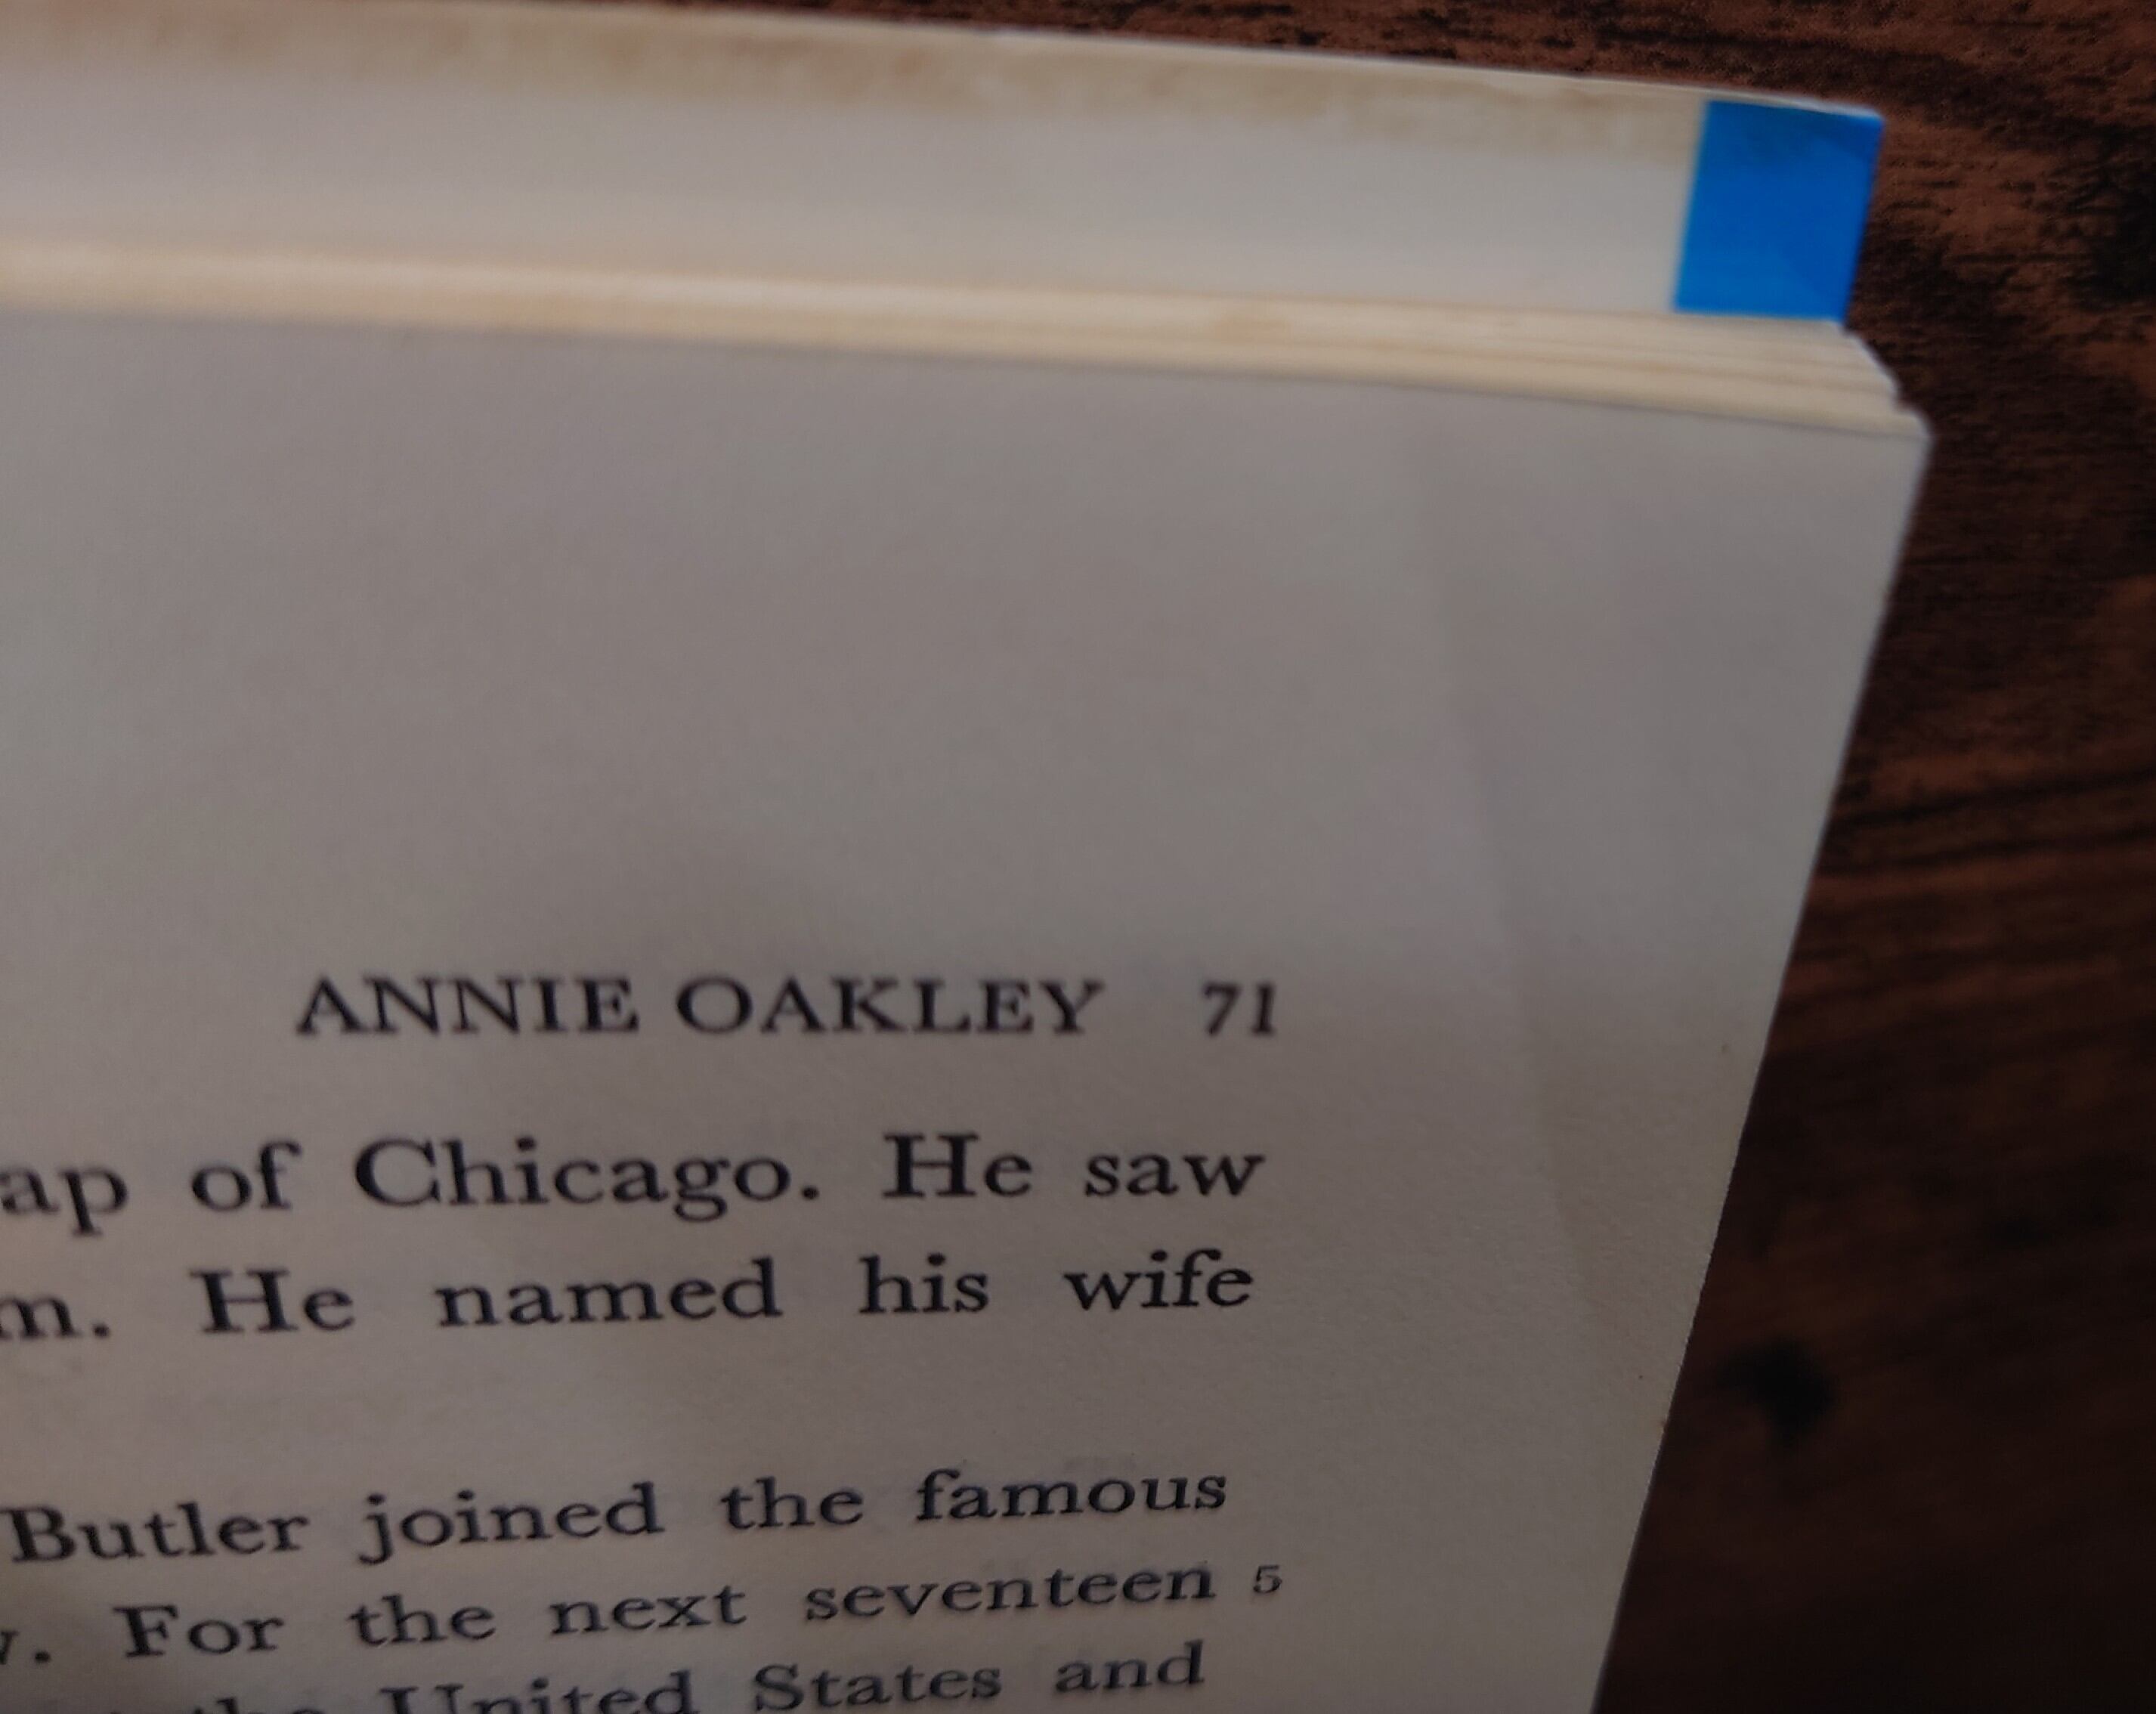 ANNIE OAKLEY 71
ap of Chicago. He saw
m. He named his wife
Butler joined the famous
. For the next seventeen 5
the United States and